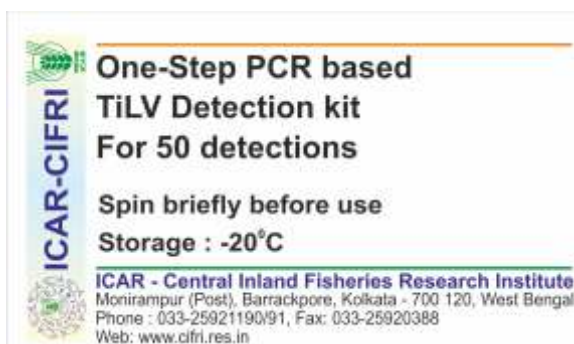 ICAR-CIFRI
One-Step PCR based
TiLV Detection kit
For 50 detections
Spin briefly before use
Storage : -20°C
ICAR - Central Inland Fisheries Research Institute
Monirampur (Post), Barrackpore, Kolkata - 700 120, West Bengal
Phone : 033-25921190/91, Fax: 033-25920388
Web: www.cifri.res.in